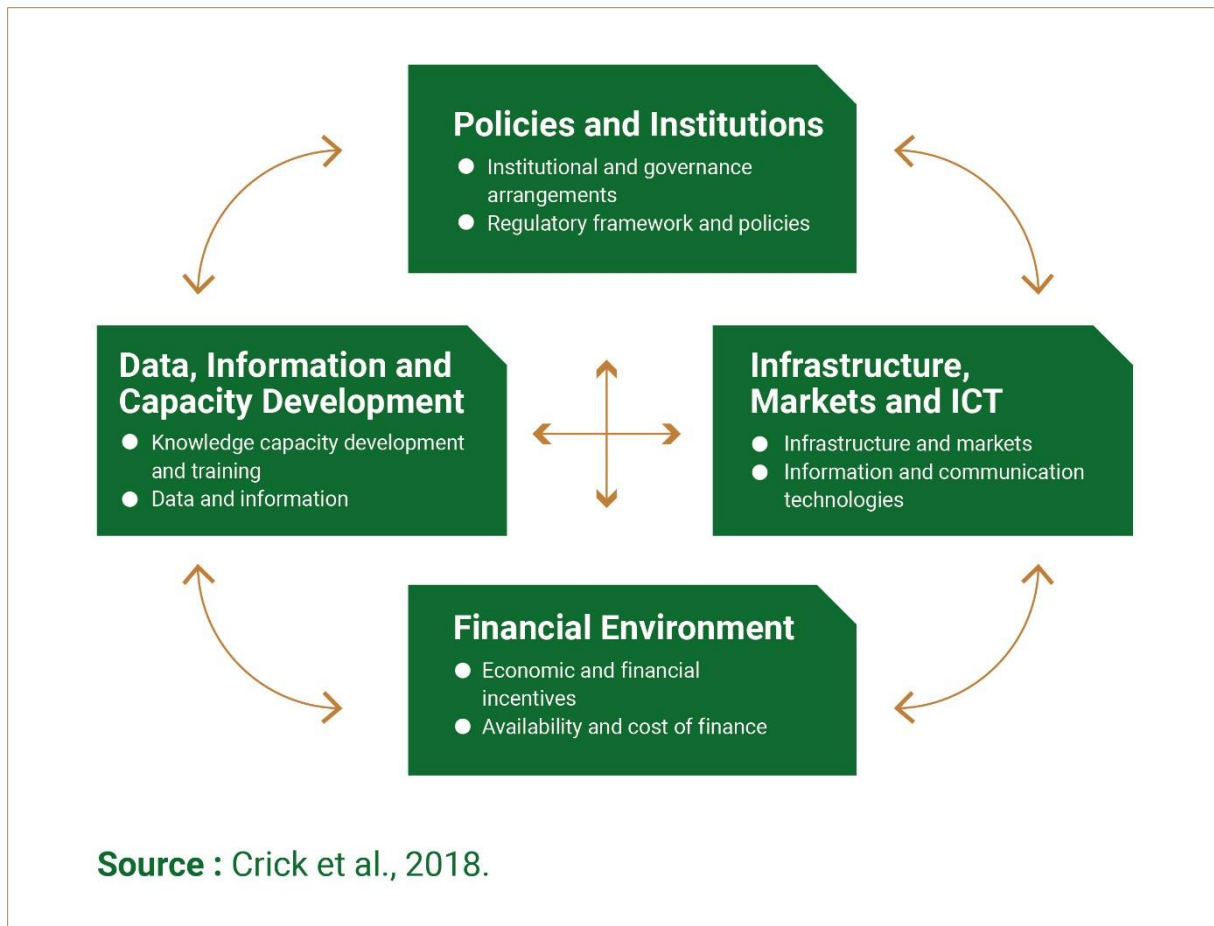 Policies and Institutions
● Institutional and governance
arrangements
● Regulatory framework and policies
Data, Information and
Capacity Development
● Knowledge capacity development
and training
● Data and information
Infrastructure,
Markets and ICT
● Infrastructure and markets
● Information and communication
technologies
Financial Environment
● Economic and financial
incentives
● Availability and cost of finance
Source : Crick et al., 2018.